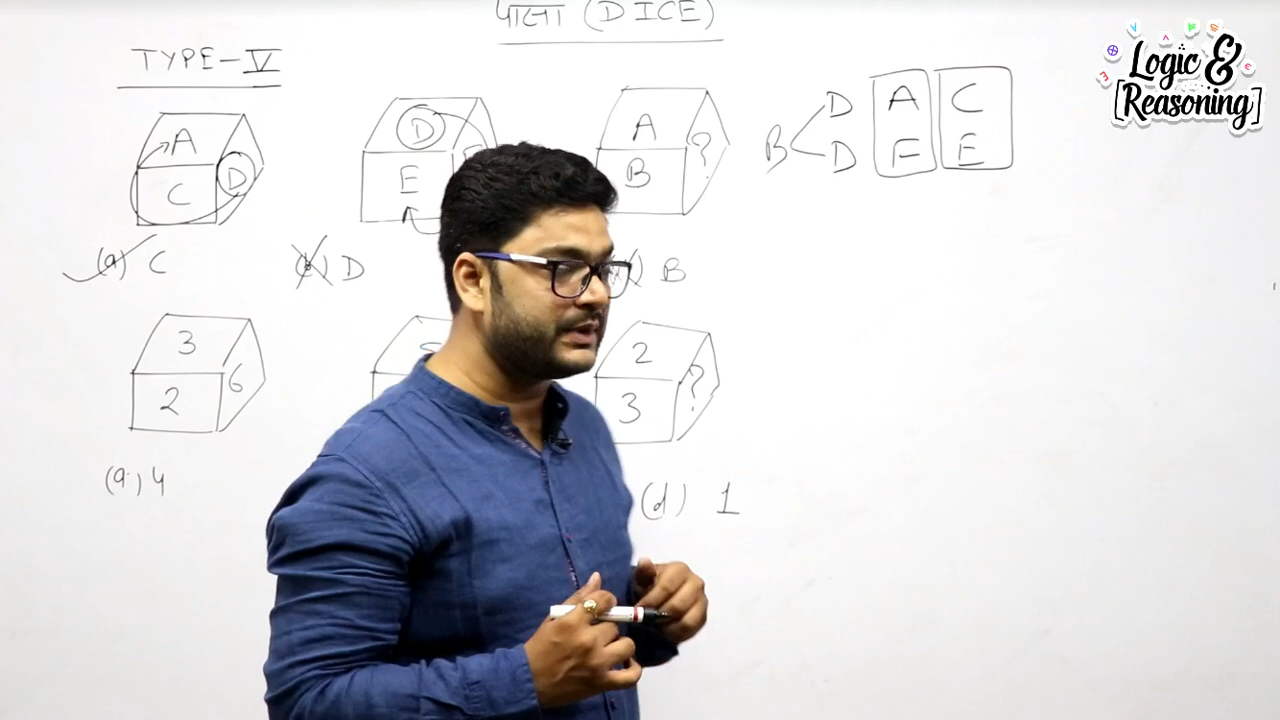 पासा (DICE)
TYPE-V
A
C
D
D
E
A
B
?
B D A C
D F E
(a) C
D
B
3
2
6
2
3
?
(a) 4
(d) 1
Logic &
[Reasoning]